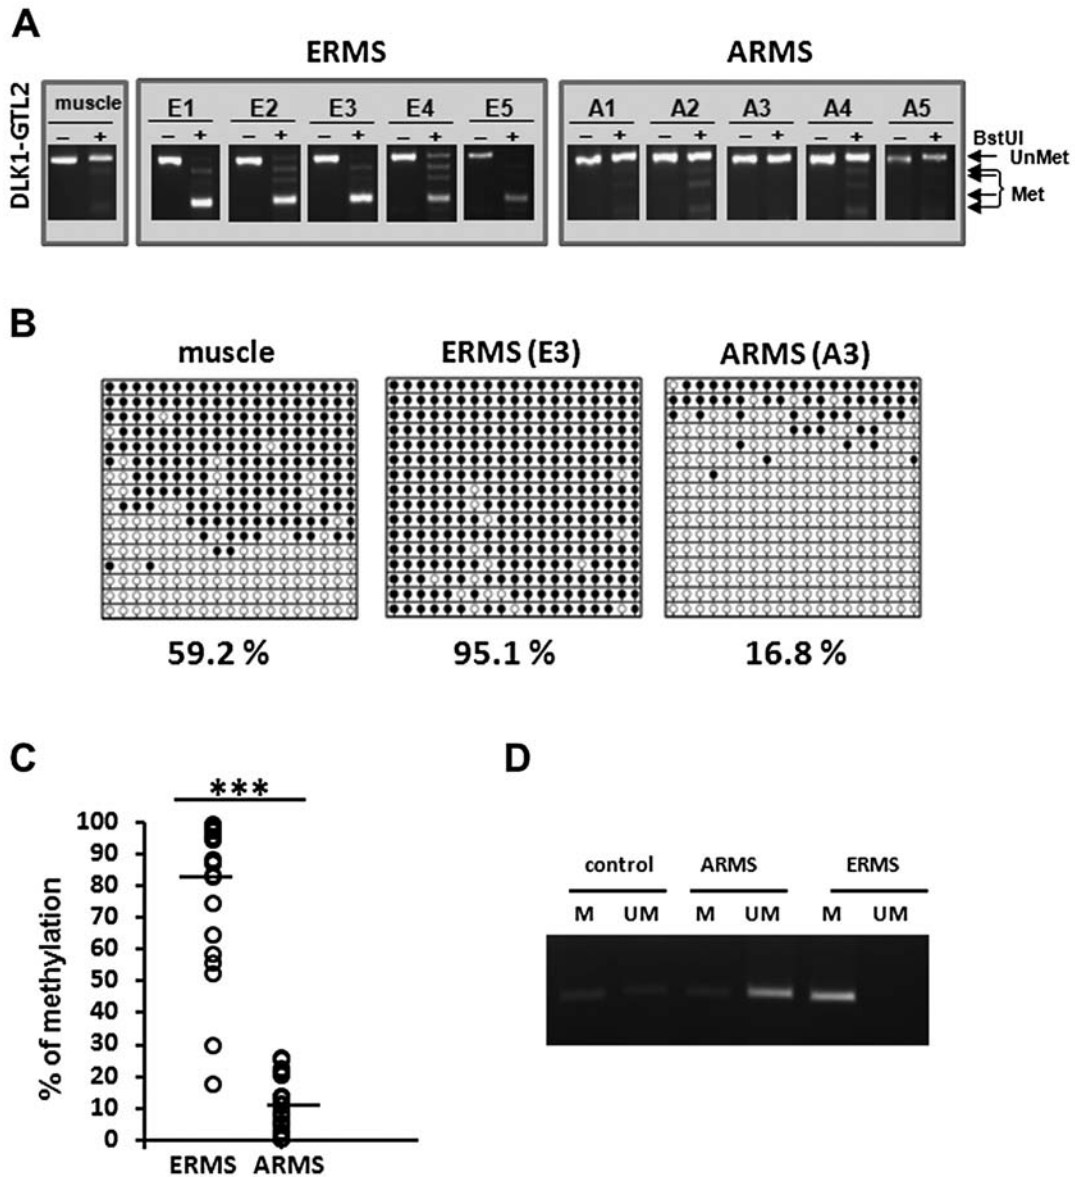 A
ERMS
ARMS
DLK1-GTL2
muscle
E1 E2 E3 E4 E5
A1 A2 A3 A4 A5
– + – + – + – + – + – + – + – + – + – – + – +
BstUI
UnMet
Met
B
muscle
ERMS (E3)
ARMS (A3)
59.2 %
95.1 %
16.8 %
C
***
% of methylation
100
90
80
70
60
50
40
30
20
10
0
ERMS ARMS
D
control ARMS ERMS
M UM M UM M UM